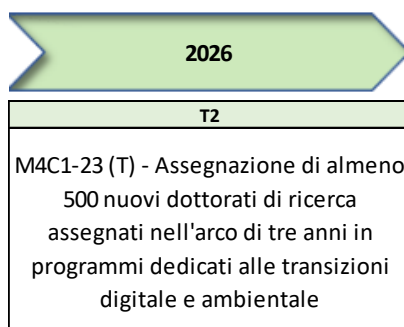 2026
T2
M4C1-23 (T) - Assegnazione di almeno
500 nuovi dottorati di ricerca
assegnati nell'arco di tre anni in
programmi dedicati alle transizioni
digitale e ambientale